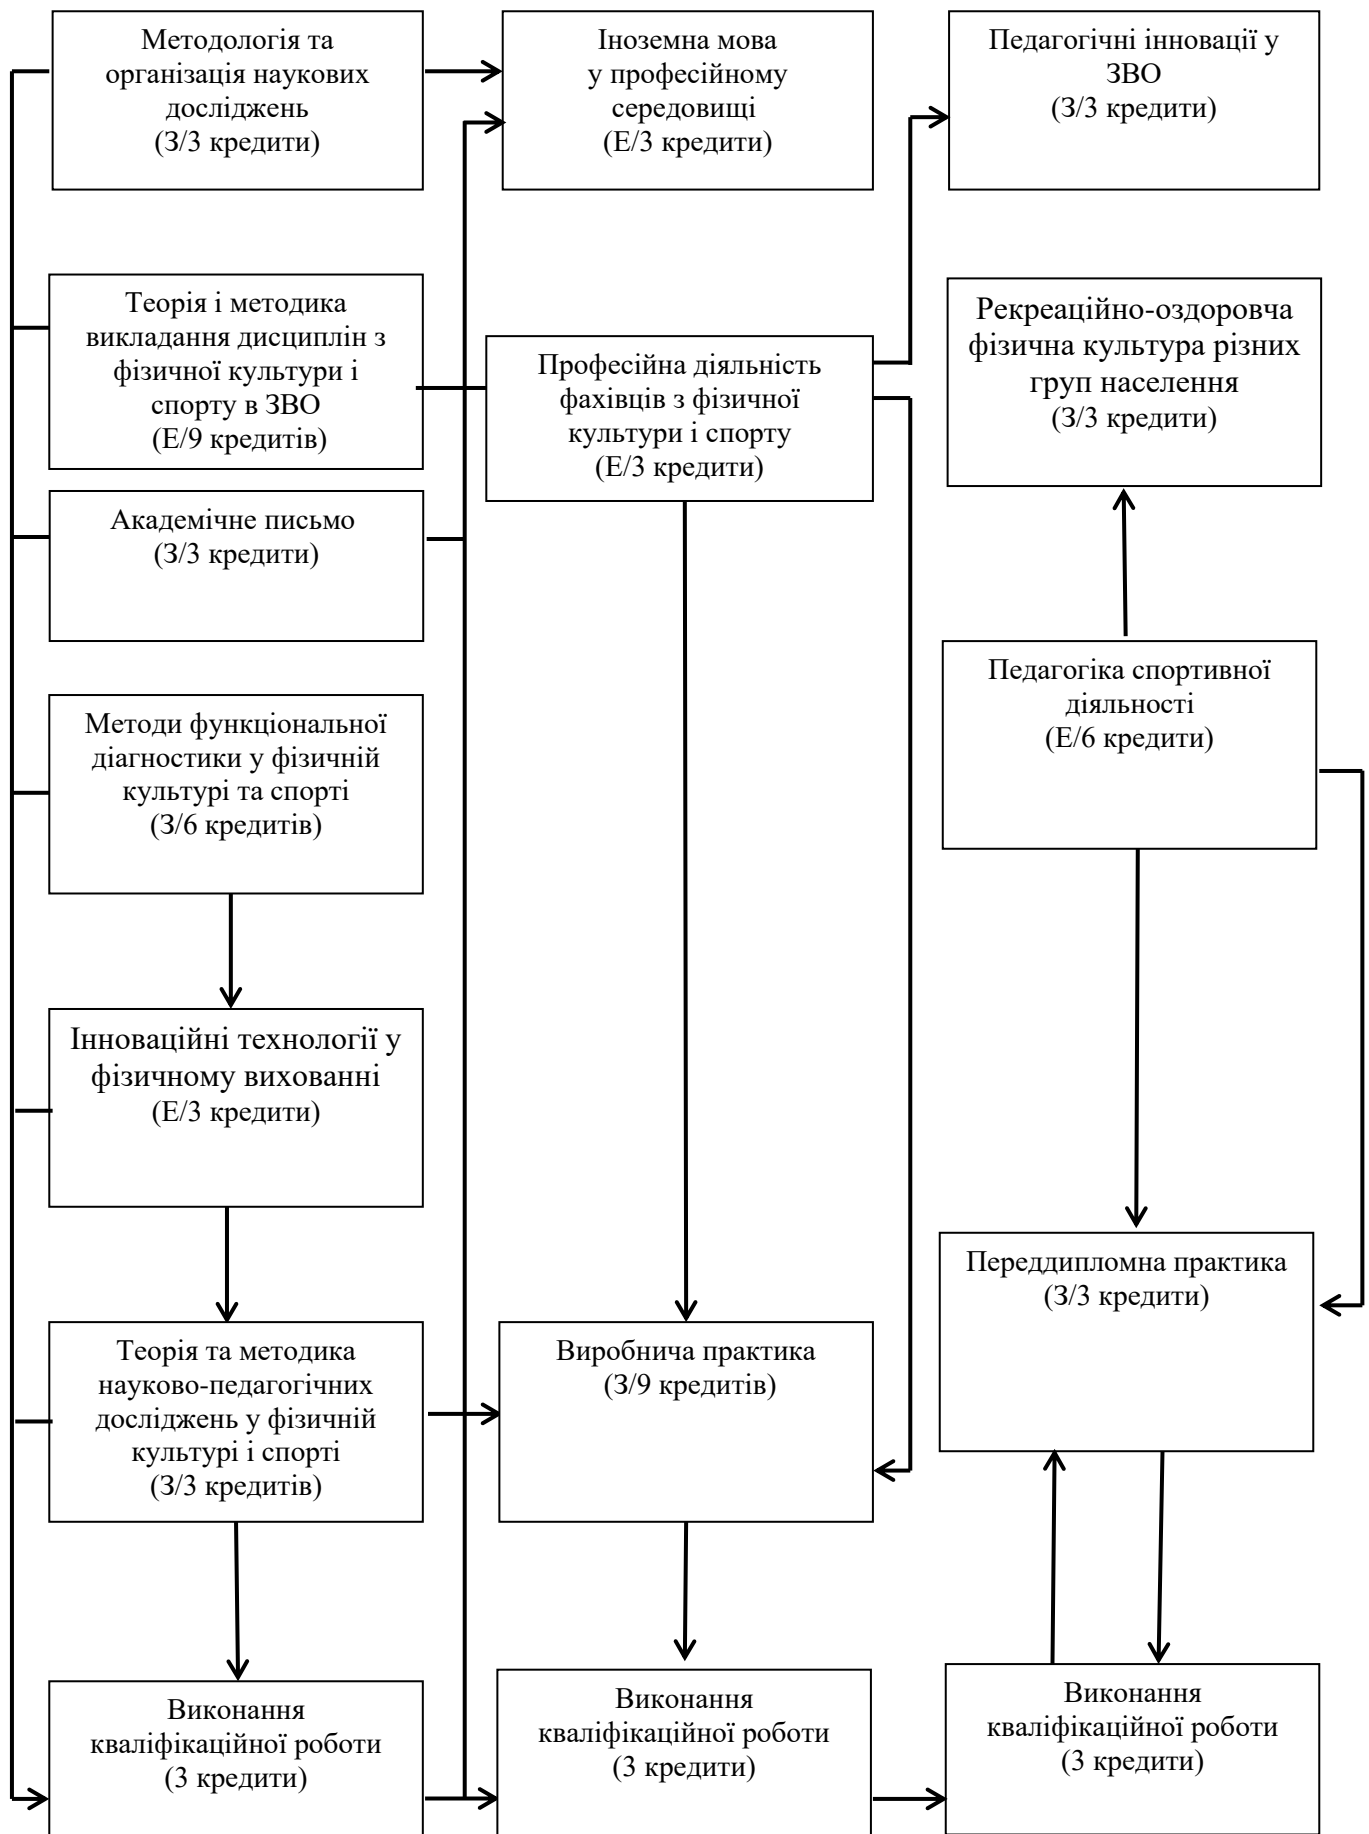 Методологія та
організація наукових
досліджень
(З/3 кредити)
Іноземна мова
у професійному
середовищі
(Е/3 кредити)
Педагогічні інновації у
ЗВО
(З/3 кредити)
Теорія і методика
викладання дисциплін з
фізичної культури і
спорту в ЗВО
(Е/9 кредитів)
Професійна діяльність
фахівців з фізичної
культури і спорту
(Е/3 кредити)
Рекреаційно-оздоровча
фізична культура різних
груп населення
(З/3 кредити)
Академічне письмо
(З/3 кредити)
Педагогіка спортивної
діяльності
(Е/6 кредити)
Методи функціональної
діагностики у фізичній
культурі та спорті
(З/6 кредитів)
Інноваційні технології у
фізичному вихованні
(Е/3 кредити)
Переддипломна практика
(З/3 кредити)
Теорія та методика
науково-педагогічних
досліджень у фізичній
культурі і спорті
(З/3 кредитів)
Виробнича практика
(З/9 кредитів)
Виконання
кваліфікаційної роботи
(3 кредити)
Виконання
кваліфікаційної роботи
(3 кредити)
Виконання
кваліфікаційної роботи
(3 кредити)